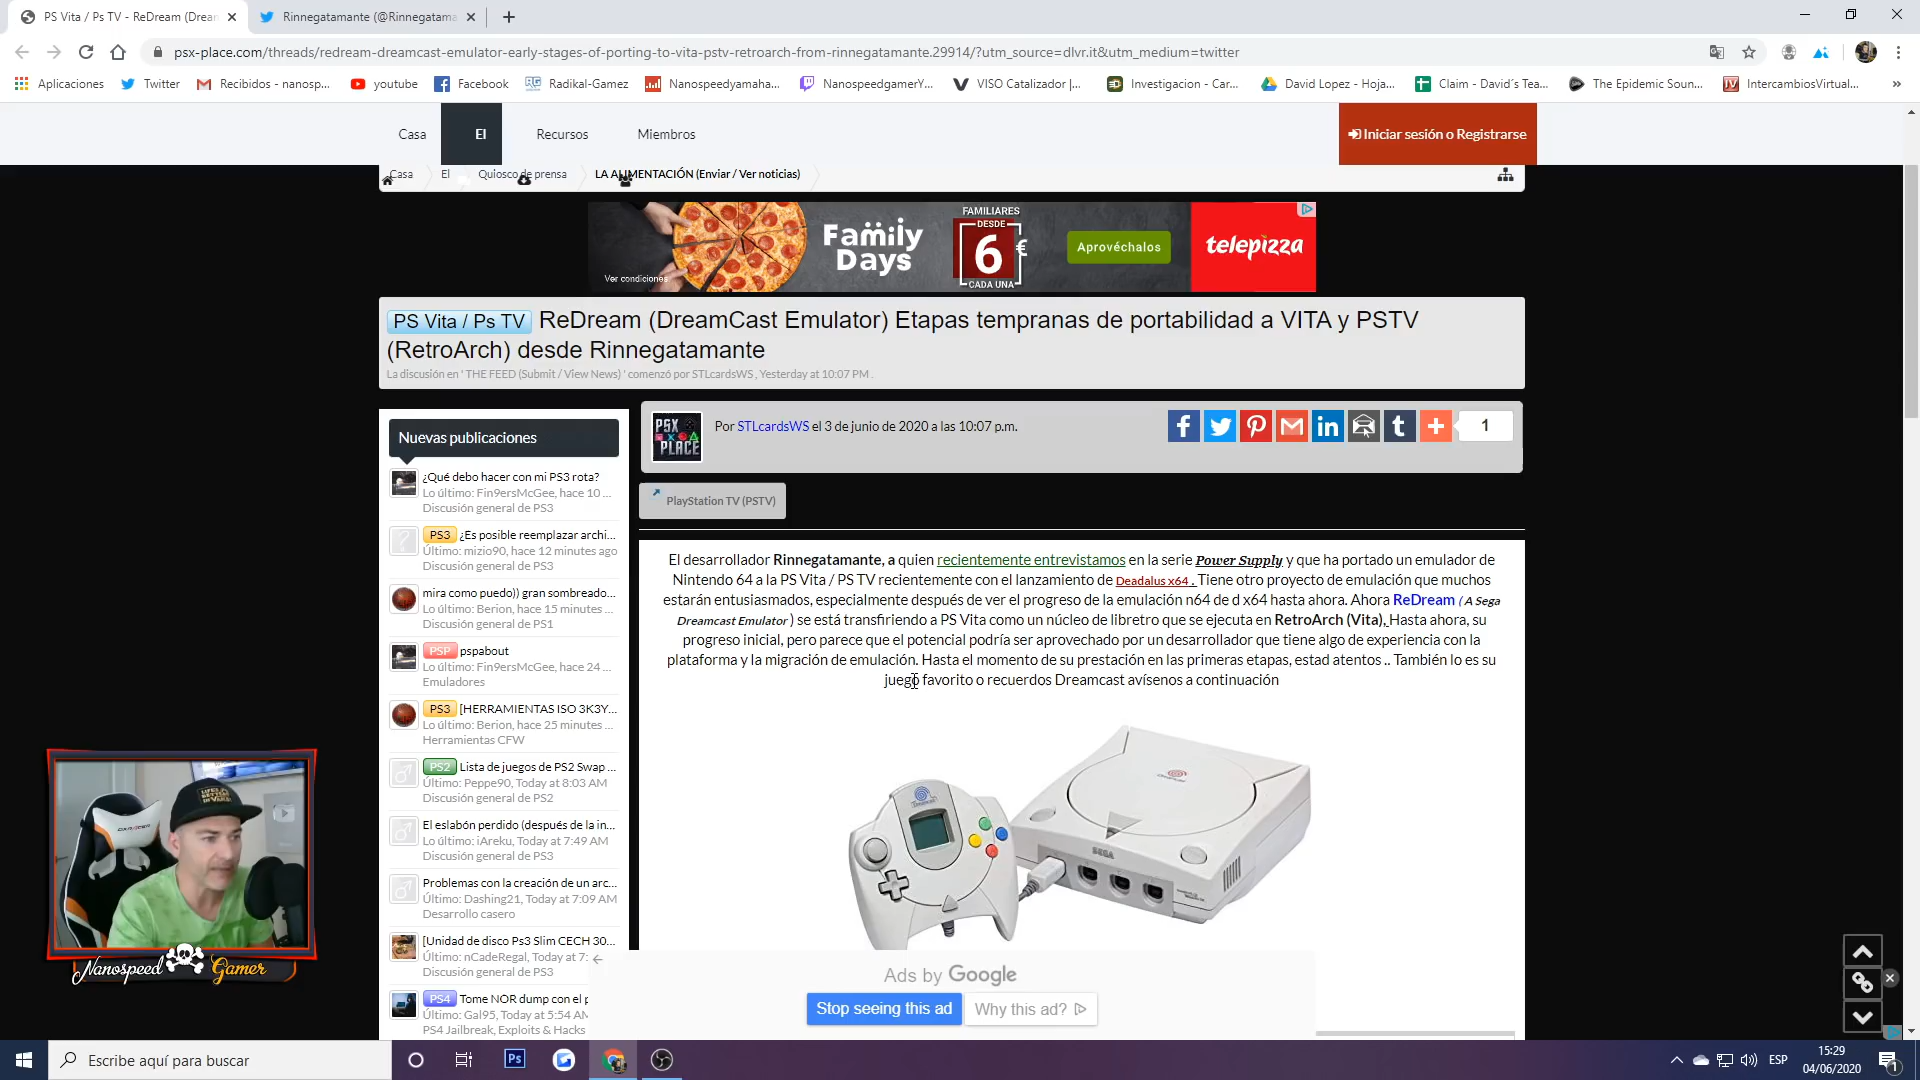 PS Vita / Ps TV - ReDream (Drean
Rinnegatamante (@Rinnegatama
psx-place.com/threads/redream-dreamcast-emulator-early-stages-of-porting-to-vita-pstv-retroarch-from-rinnegatamante.29914/?utm_source=dlvr.it&utm_medium=twitter
Aplicaciones
Twitter
Recibidos - nanosp...
youtube
Facebook
Radikal-Gamez
Nanospeedyamaha...
NanospeedgamerY...
VISO Catalizador |...
Investigacion - Car...
David Lopez - Hoja...
Claim - David´s Tea...
The Epidemic Soun...
IntercambiosVirtual...
Casa
El
Recursos
Miembros
Iniciar sesión o Registrarse
Casa
El
Quiosco de prensa
LA ALIMENTACIÓN (Enviar / Ver noticias)
Family Days
FAMILIARES
DESDE
6 €
CADA UNA
Aprovéchalos
telepizza
Ver condiciones
PS Vita / Ps TV ReDream (DreamCast Emulator) Etapas tempranas de portabilidad a VITA y PSTV
(RetroArch) desde Rinnegatamante
La discusión en ' THE FEED (Submit / View News) ' comenzó por STLcardsWS , Yesterday at 10:07 PM .
Nuevas publicaciones
¿Qué debo hacer con mi PS3 rota?
Lo último: Fin9ersMcGee, hace 10 ...
Discusión general de PS3
PS3 ¿Es posible reemplazar archi...
Último: mizio90, hace 12 minutes ago
Discusión general de PS3
mira como puedo)) gran sombreado...
Lo último: Berion, hace 15 minutes ...
Discusión general de PS1
PSP pspabout
Lo último: Fin9ersMcGee, hace 24 ...
Emuladores
PS3 [HERRAMIENTAS ISO 3K3Y...
Lo último: Berion, hace 25 minutes ...
Herramientas CFW
PS2 Lista de juegos de PS2 Swap ...
Último: Peppe90, Today at 8:03 AM
Discusión general de PS2
El eslabón perdido (después de la in...
Lo último: iAreku, Today at 7:49 AM
Discusión general de PS3
Problemas con la creación de un arc...
Último: Dashing21, Today at 7:09 AM
Desarrollo casero
[Unidad de disco Ps3 Slim CECH 30...
Último: nCadeRegal, Today at 7:
Discusión general de PS3
PS4 Tome NOR dump con el p
Último: Gal95, Today at 5:54 AM
PS4 Jailbreak, Exploits & Hacks
PSX
PLACE
Por STLcardsWS el 3 de junio de 2020 a las 10:07 p.m.
1
PlayStation TV (PSTV)
El desarrollador Rinnegatamante, a quien recientemente entrevistamos en la serie Power Supply y que ha portado un emulador de
Nintendo 64 a la PS Vita / PS TV recientemente con el lanzamiento de Deadalus x64 . Tiene otro proyecto de emulación que muchos
estarán entusiasmados, especialmente después de ver el progreso de la emulación n64 de d x64 hasta ahora. Ahora ReDream ( A Sega
Dreamcast Emulator ) se está transfiriendo a PS Vita como un núcleo de libretro que se ejecuta en RetroArch (Vita), Hasta ahora, su
progreso inicial, pero parece que el potencial podría ser aprovechado por un desarrollador que tiene algo de experiencia con la
plataforma y la migración de emulación. Hasta el momento de su prestación en las primeras etapas, estad atentos .. También lo es su
juego favorito o recuerdos Dreamcast avísenos a continuación
SEGA
Nanospeed Gamer
Ads by Google
Stop seeing this ad
Why this ad?
Ps
Escribe aquí para buscar
ESP
15:29
04/06/2020
1